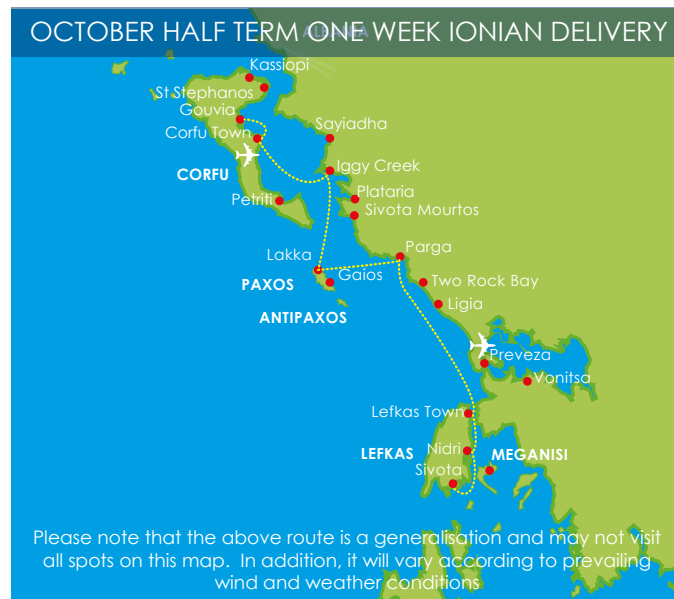 OCTOBER HALF TERM ONE WEEK IONIAN DELIVERY
ALBANIA
Kassiopi
St Stephanos
Gouvia
Corfu Town
Sayiadha
CORFU
Iggy Creek
Petriti
Plataria
Sivota Mourtos
Parga
Lakka
Gaios
PAXOS
Two Rock Bay
ANTIPAXOS
Ligia
Preveza
Vonitsa
Lefkas Town
LEFKAS
Nidri
MEGANISI
Sivota
Please note that the above route is a generalisation and may not visit
all spots on this map.  In addition, it will vary according to prevailing
wind and weather conditions